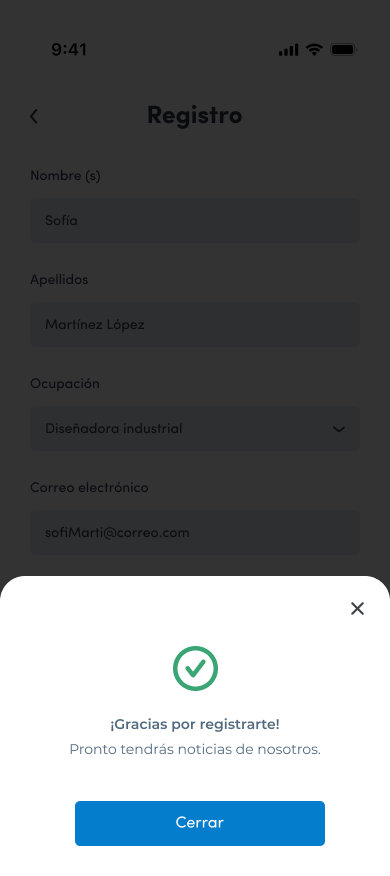 9:41
Registro
Nombre (s)
Sofía
Apellidos
Martínez López
Ocupación
Diseñadora industrial
Correo electrónico
sofiMarti@correo.com
¡Gracias por registrarte!
Pronto tendrás noticias de nosotros.
Cerrar